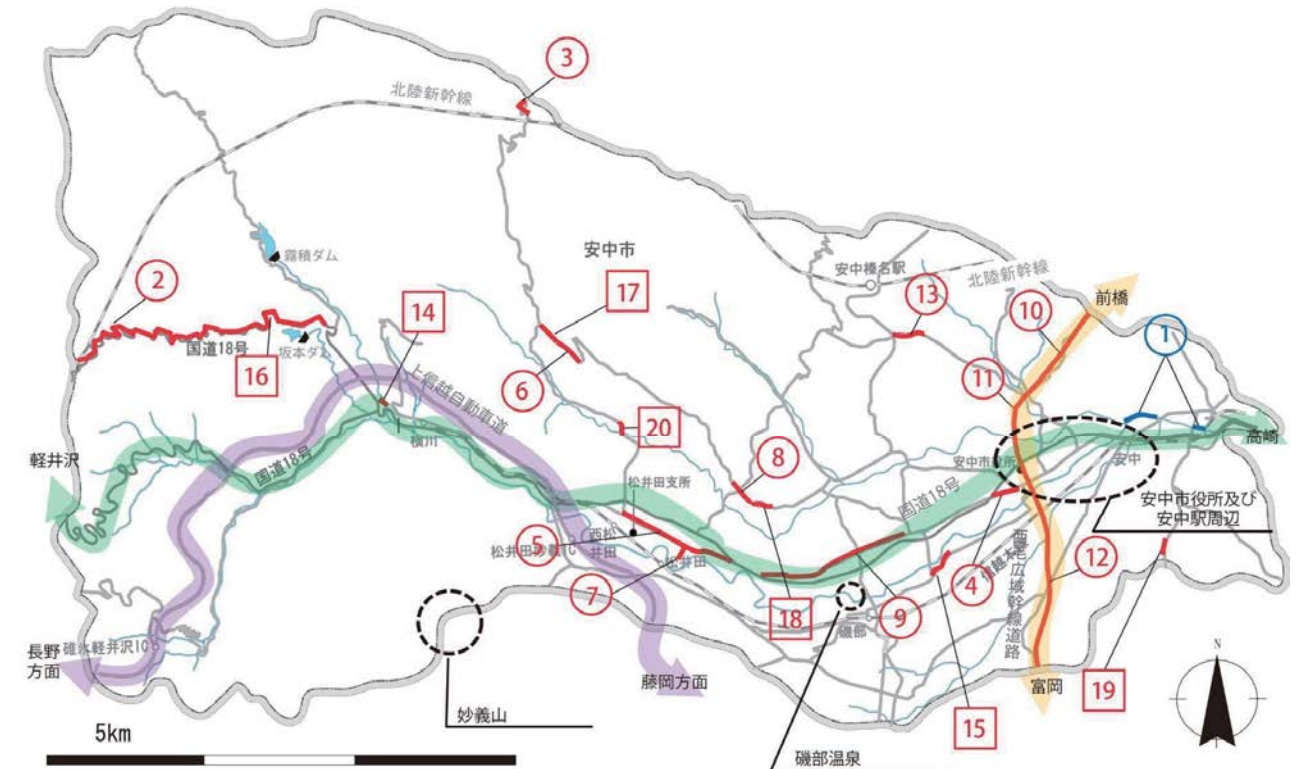 3
北陸新幹線
安中市
霧積ダム
2
17
安中榛名駅
北陸新幹線
13
10
前橋
14
国道18号
坂本ダム
16
上信越自動車道
6
11
1
20
横川
8
高崎
軽井沢
国道18号
松井田支所
安中市役所
安中
国道18号
安中市役所及び
安中駅周辺
5
西松
井田
松井田妙義IC
松井田
信越本線
西毛広域幹線道路
12
7
18
9
4
磯部
長野
方面
碓氷軽井沢IC
藤岡方面
富岡
19
妙義山
15
N
5km
磯部温泉